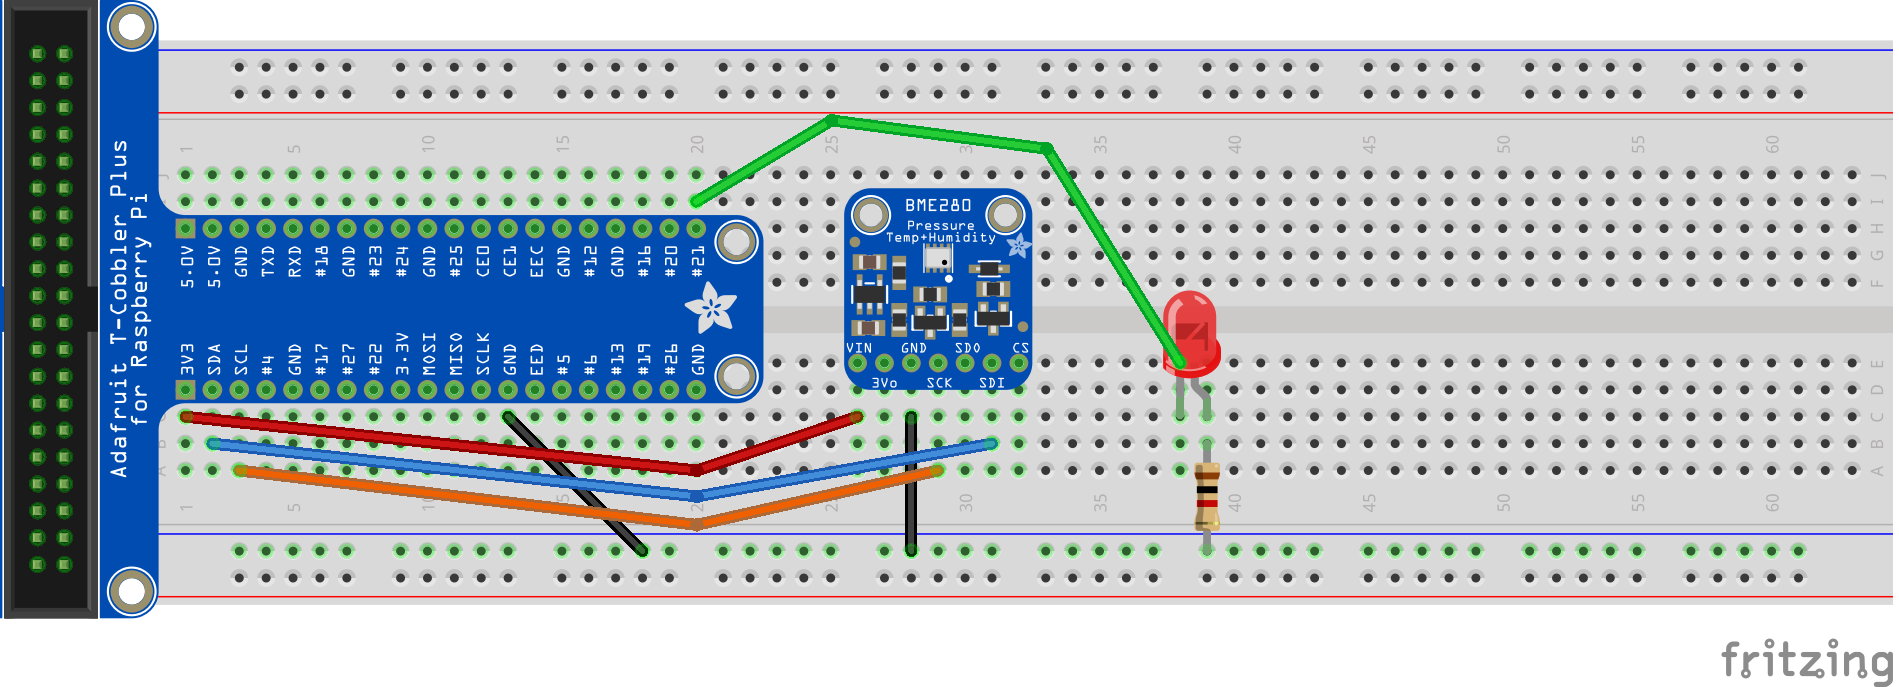 Adafruit T-Cobbler Plus
for Raspberry Pi
1 5 10 15 20 25 30 35 40 45 50 55 60
J
I
H
G
F
5.0V 5.0V GND TXD RXD #18 GND #23 #24 GND #25 CE0 CE1 EEC GND #12 GND #16 #20 #21
3V3 SDA SCL #4 GND #17 #27 #22 3.3V MOSI MISO SCLK GND EED #5 #6 #13 #19 #26 GND
BME280
Pressure
Temp+Humidity
VIN GND SDO CS
3Vo SCK SDI
E
D
C
B
A
1 5 10 5 25 30 35 40 45 50 55 60
fritzing